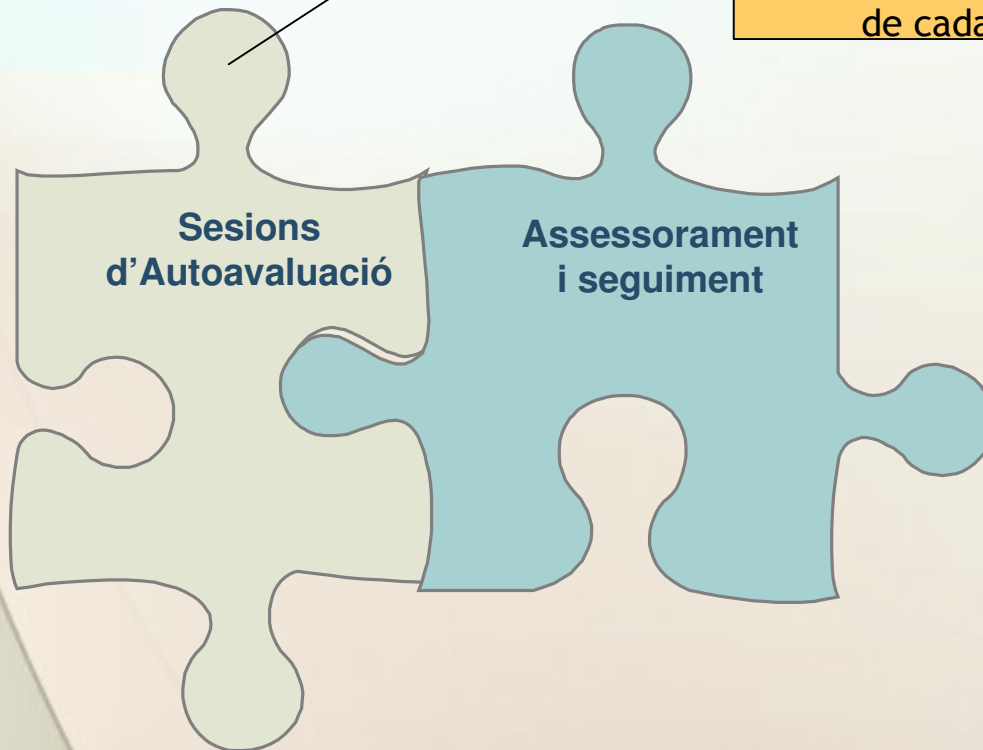 de cada
Sesions
d’Autoavaluació
Assessorament
i seguiment